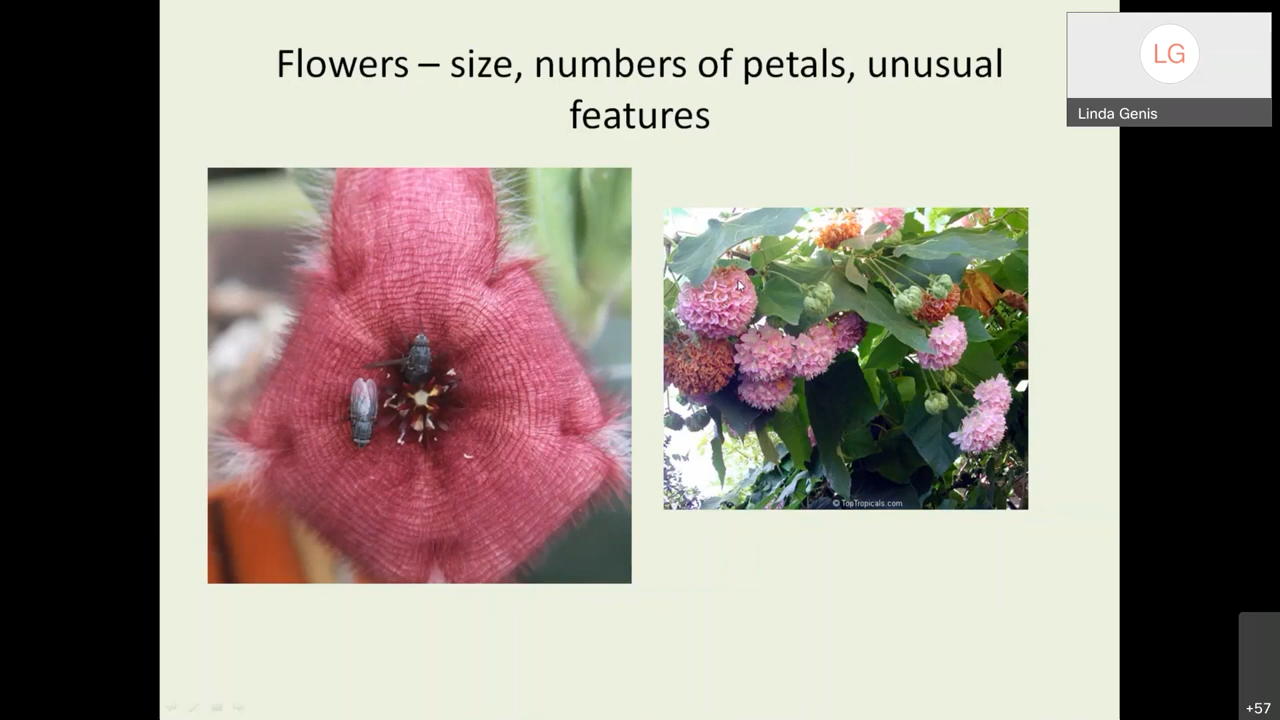 Flowers – size, numbers of petals, unusual
features
LG
Linda Genis
© TopTropicals.com
+57